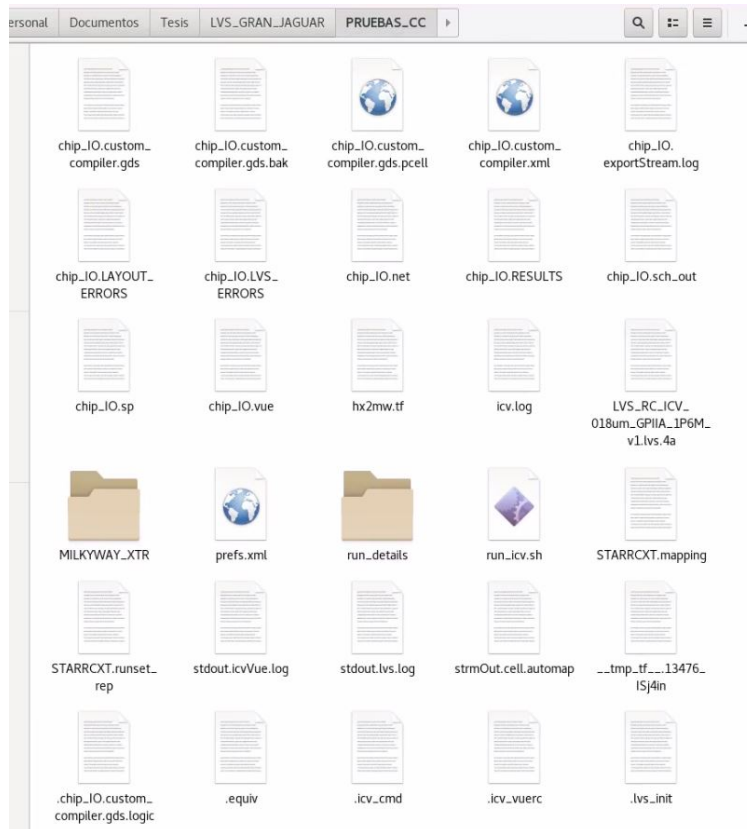 ersonal Documentos Tesis LVS_GRAN_JAGUAR PRUEBAS_CC
chip_IO.custom_
compiler.gds
chip_IO.custom_
compiler.gds.bak
chip_IO.custom_
compiler.gds.pcell
chip_IO.custom_
compiler.xml
chip_IO.
exportStream.log
chip_IO.LAYOUT_
ERRORS
chip_IO.LVS_
ERRORS
chip_IO.net
chip_IO.RESULTS
chip_IO.sch_out
chip_IO.sp
chip_IO.vue
hx2mw.tf
icv.log
LVS_RC_ICV_
018um_GPIIA_1P6M_
v1.lvs.4a
MILKYWAY_XTR
prefs.xml
run_details
run_icv.sh
STARRCXT.mapping
STARRCXT.runset_
rep
stdout.icvVue.log
stdout.lvs.log
strmOut.cell.automap
__tmp_tf__.13476_
ISj4in
.chip_IO.custom_
compiler.gds.logic
.equiv
.icv_cmd
.icv_vuerc
.lvs_init